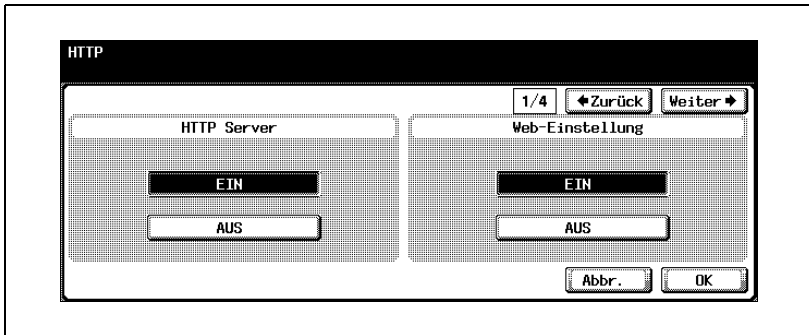 HTTP
1/4 ←Zurück Weiter→
HTTP Server Web-Einstellung
EIN EIN
AUS AUS
Abbr. OK